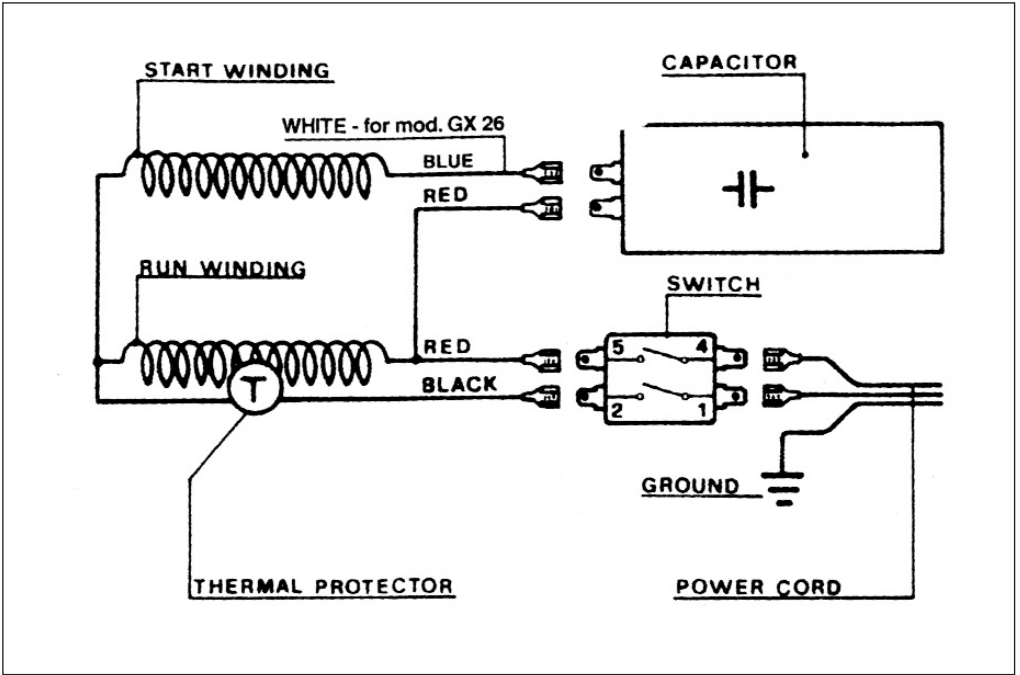 START WINDING
CAPACITOR
WHITE - for mod. GX 26
BLUE
RED
RUN WINDING
SWITCH
RED
5 4
BLACK
2 1
T
GROUND
THERMAL PROTECTOR
POWER CORD